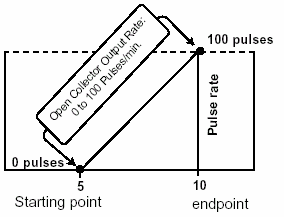 100 pulses
Open Collector Output Rate:
0 to 100 Pulses/min.
Pulse rate
0 pulses
5
10
Starting point
endpoint